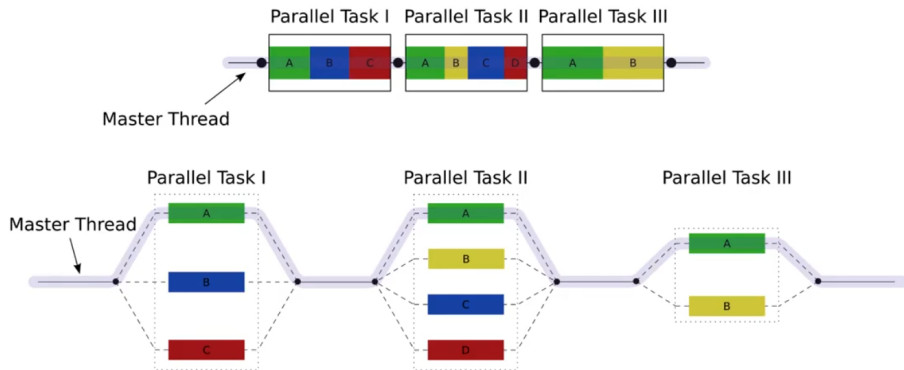 Parallel Task I Parallel Task II Parallel Task III
A B C A B C D A B
Master Thread
Parallel Task I Parallel Task II Parallel Task III
A A
Master Thread
A
B
B
C
B
C D